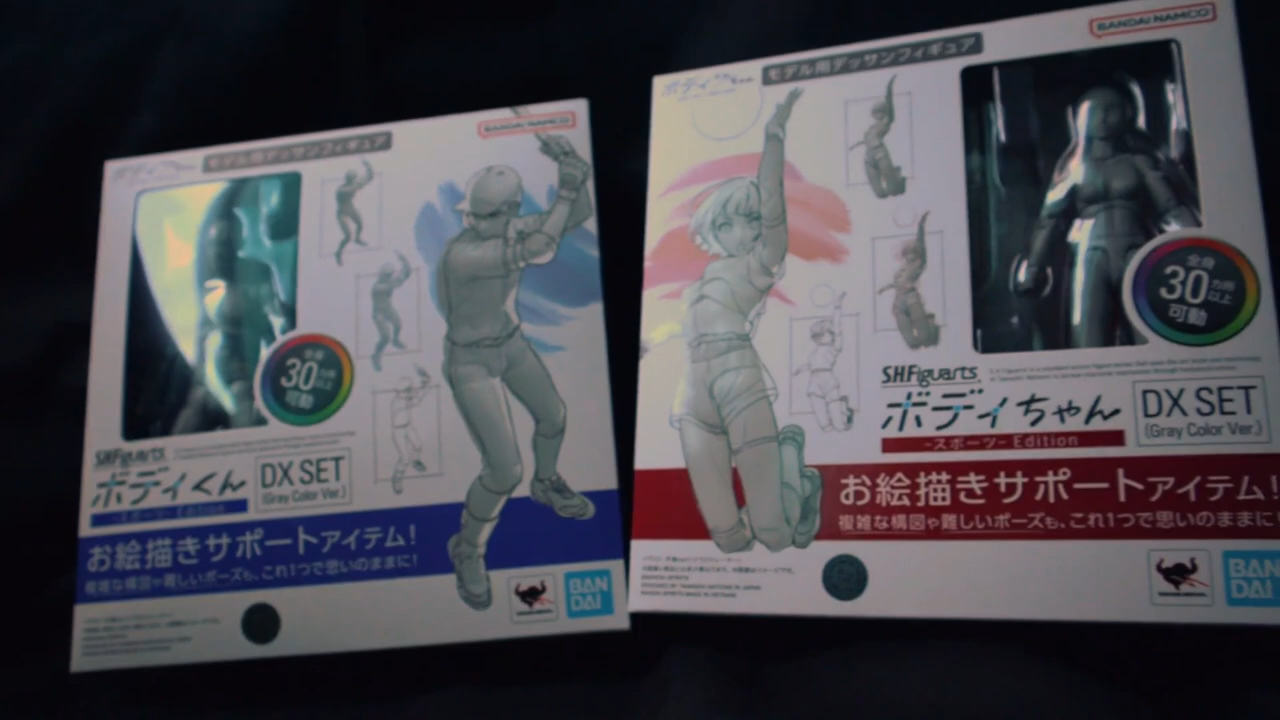 モデル用デッサンフィギュア
BANDAI NAMCO
全身
30カ所
以上
可動
S.H.Figuarts
ボディくん
-スポーツ- Edition
DX SET
(Gray Color Ver.)
お絵描きサポートアイテム!
複雑な構図や難しいポーズも、これ1つで思いのままに!
BAN
DAI
モデル用デッサンフィギュア
BANDAI NAMCO
全身
30カ所
以上
可動
S.H.Figuarts
ボディちゃん
-スポーツ- Edition
DX SET
(Gray Color Ver.)
お絵描きサポートアイテム!
複雑な構図や難しいポーズも、これ1つで思いのままに
BAN
DAI